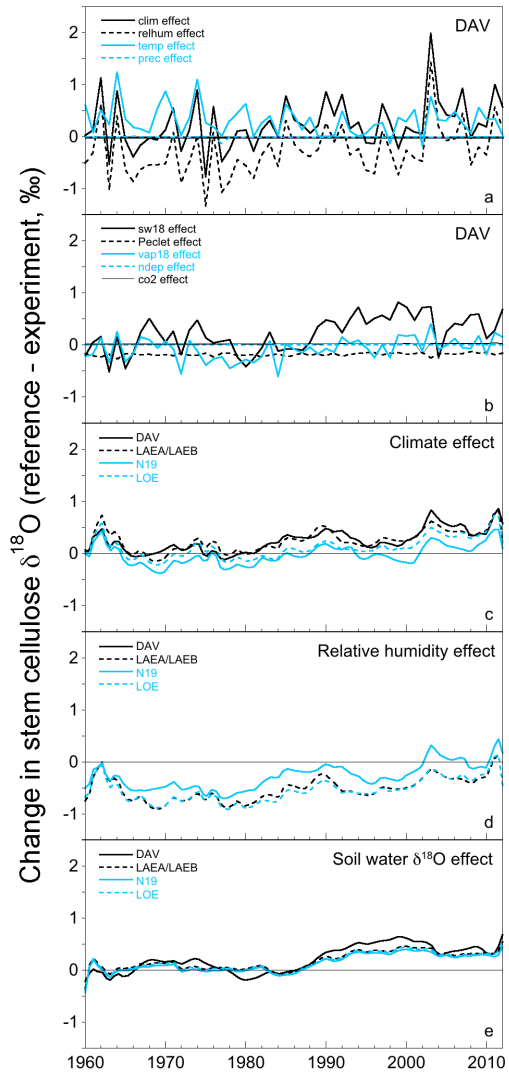 Change in stem cellulose δ18O (reference - experiment, ‰)
clim effect
relhum effect
temp effect
prec effect
DAV
2
1
0
-1
a
sw18 effect
Peclet effect
vap18 effect
ndep effect
co2 effect
DAV
2
1
0
-1
b
DAV
LAEA/LAEB
N19
LOE
Climate effect
2
1
0
-1
c
DAV
LAEA/LAEB
N19
LOE
Relative humidity effect
2
1
0
-1
d
DAV
LAEA/LAEB
N19
LOE
Soil water δ18O effect
2
1
0
-1
e
1960 1970 1980 1990 2000 2010